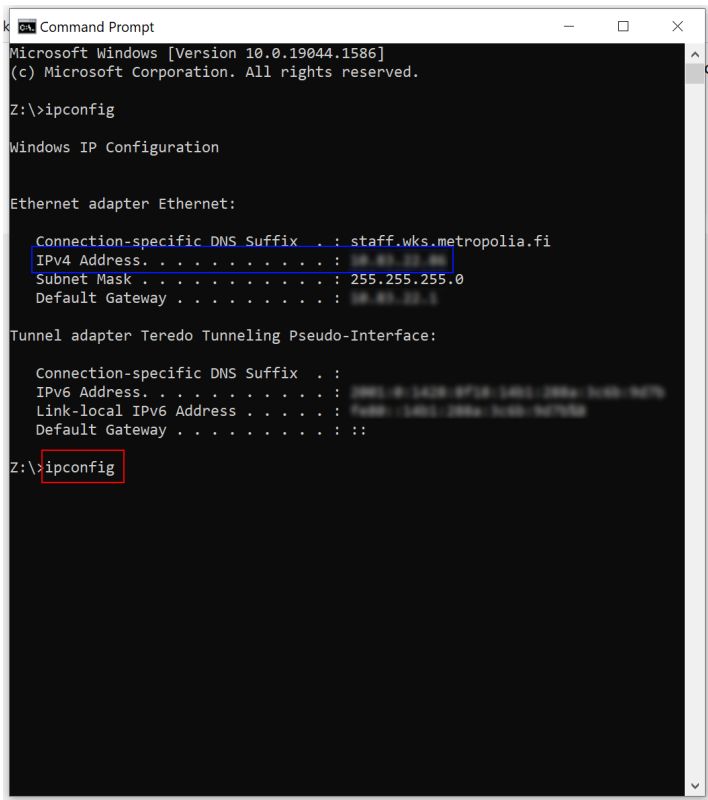 Command Prompt
Microsoft Windows [Version 10.0.19044.1586]
(c) Microsoft Corporation. All rights reserved.
Z:\>ipconfig
Windows IP Configuration
Ethernet adapter Ethernet:
Connection-specific DNS Suffix  . : staff.wks.metropolia.fi
IPv4 Address. . . . . . . . . . . :
Subnet Mask . . . . . . . . . . . : 255.255.255.0
Default Gateway . . . . . . . . . :
Tunnel adapter Teredo Tunneling Pseudo-Interface:
Connection-specific DNS Suffix  . :
IPv6 Address. . . . . . . . . . . :
Link-local IPv6 Address . . . . . :
Default Gateway . . . . . . . . . : ::
Z:\>ipconfig